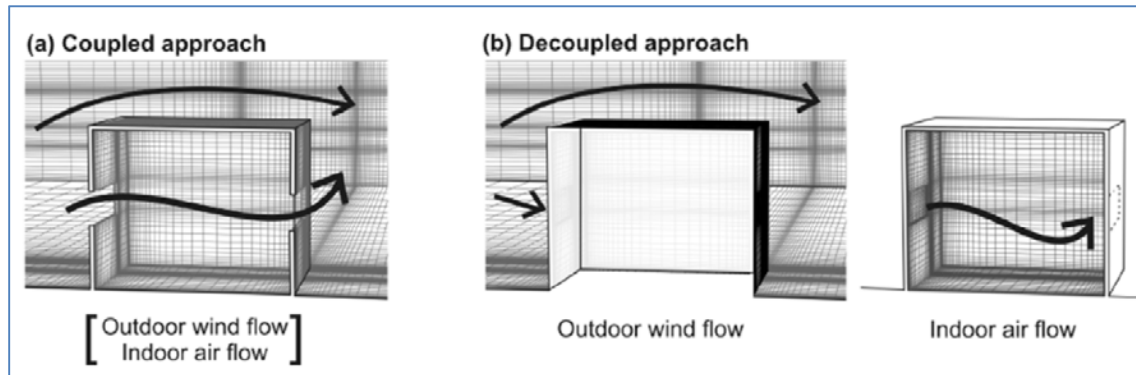 (a) Coupled approach
(b) Decoupled approach
[ Outdoor wind flow
Indoor air flow ]
Outdoor wind flow
Indoor air flow